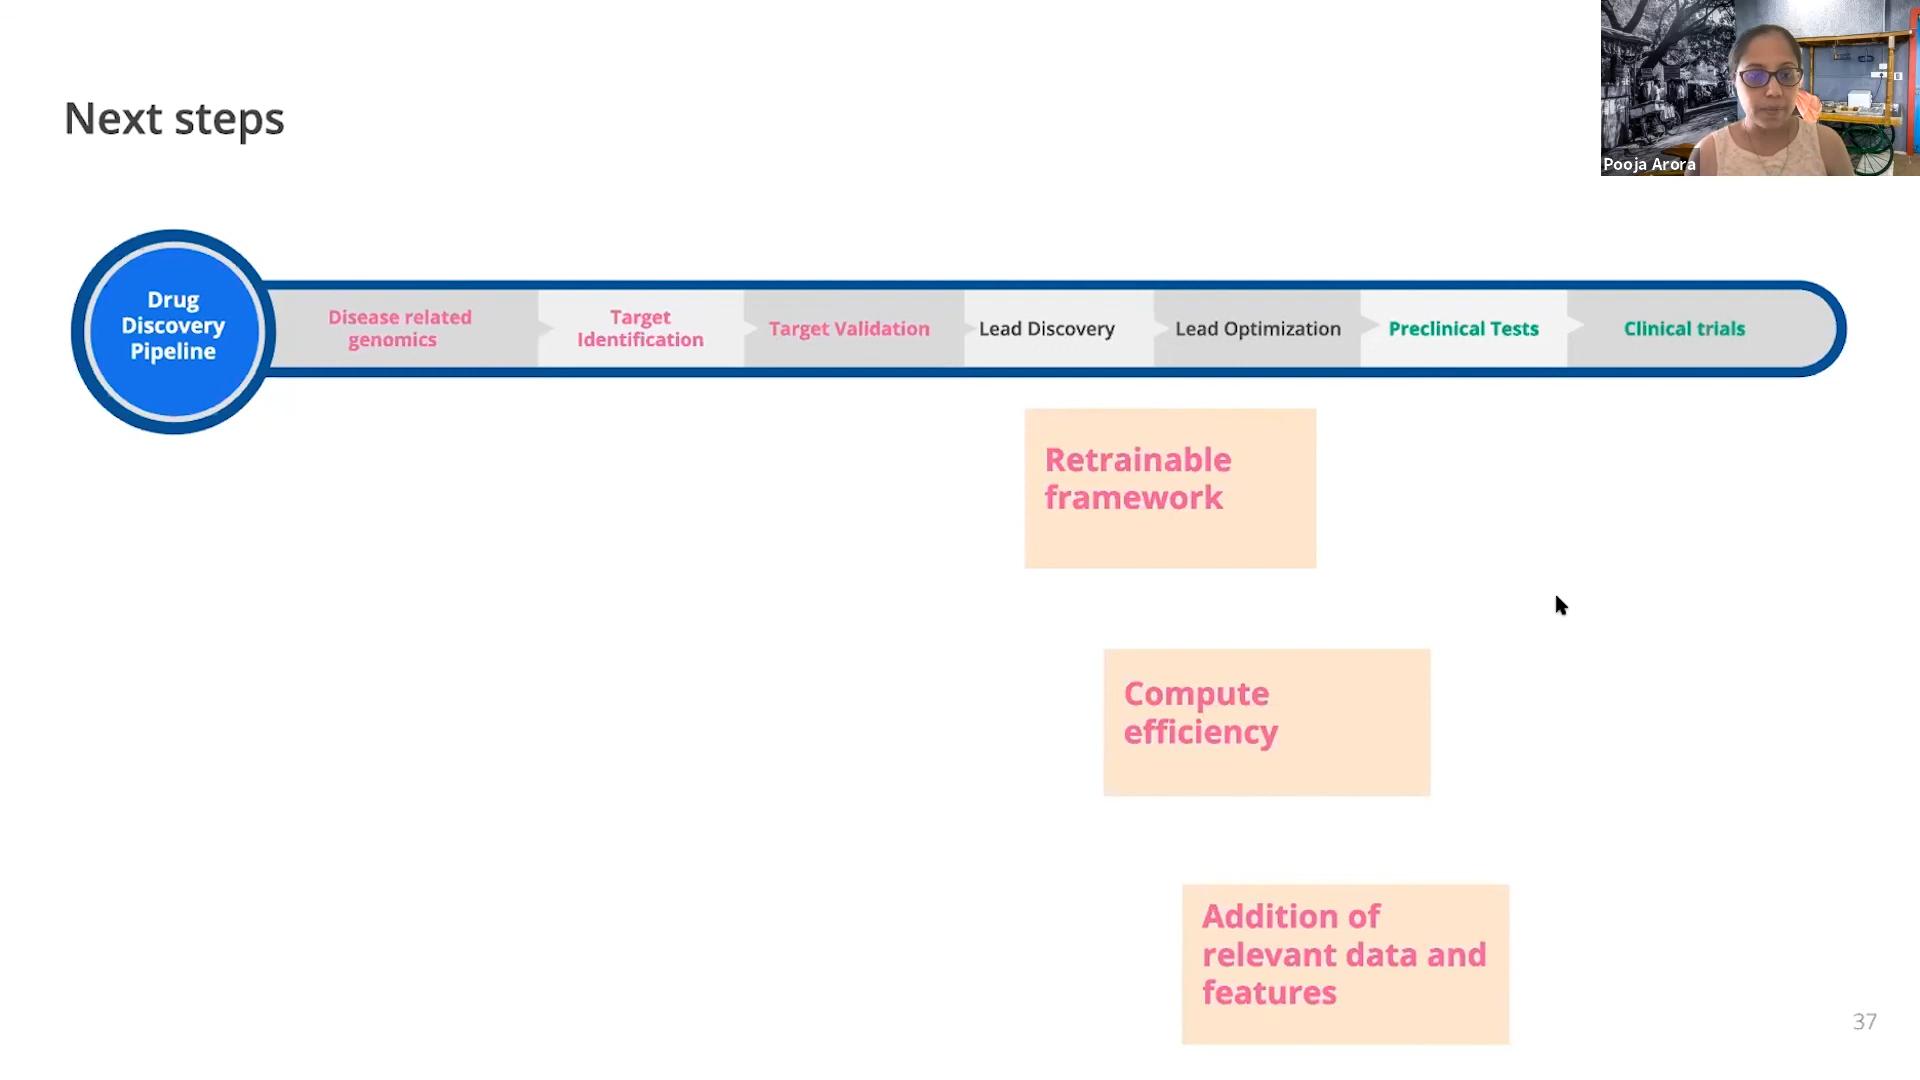 Next steps
Pooja Arora
Drug
Discovery
Pipeline
Disease related
genomics
Target
Identification
Target Validation
Lead Discovery
Lead Optimization
Preclinical Tests
Clinical trials
Retrainable
framework
Compute
efficiency
Addition of
relevant data and
features
37